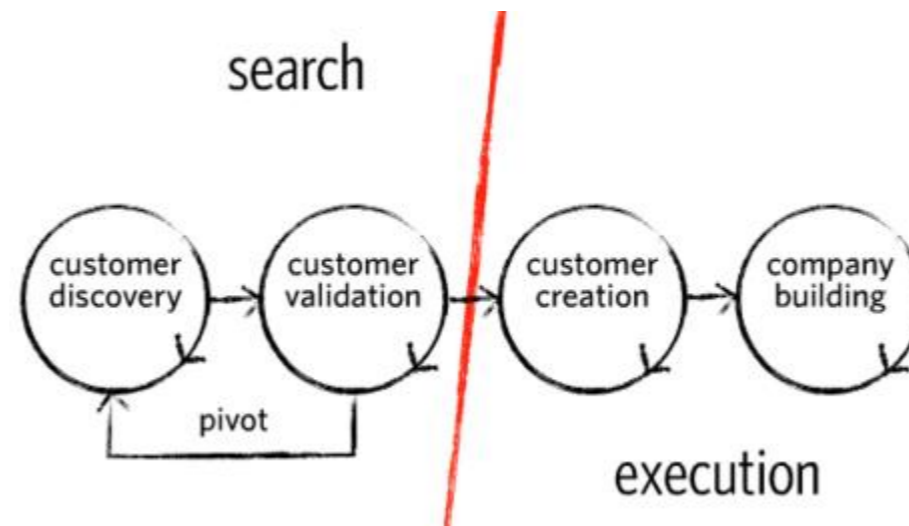 search
customer
discovery
customer
validation
customer
creation
company
building
pivot
execution